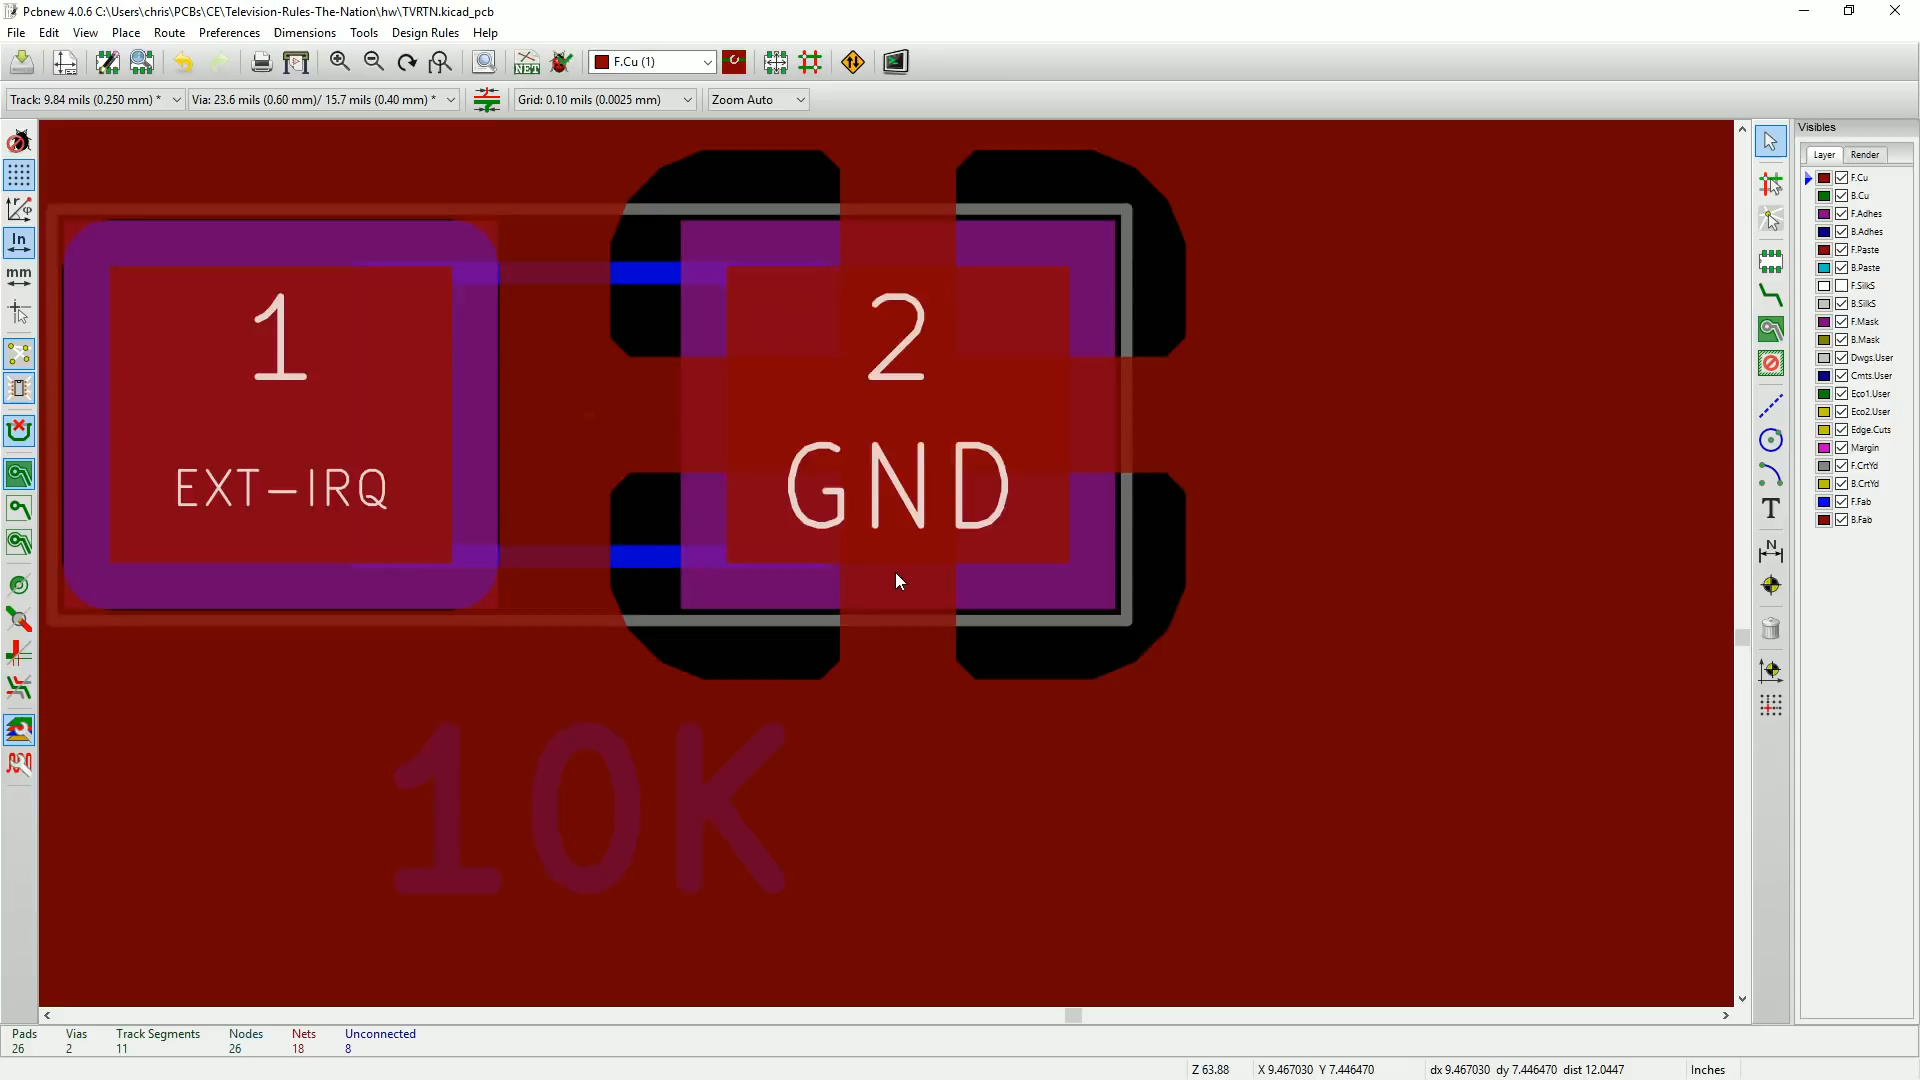 Pcbnew 4.0.6 C:\Users\chris\PCBs\CE\Television-Rules-The-Nation\hw\TVRTN.kicad_pcb
File Edit View Place Route Preferences Dimensions Tools Design Rules Help
NET
F.Cu (1)
Track: 9.84 mils (0.250 mm) * Via: 23.6 mils (0.60 mm)/ 15.7 mils (0.40 mm) * Grid: 0.10 mils (0.0025 mm) Zoom Auto
Visibles
Layer Render
F.Cu
B.Cu
F.Adhes
B.Adhes
F.Paste
B.Paste
F.SilkS
B.SilkS
F.Mask
B.Mask
Dwgs.User
Cmts.User
Eco1.User
Eco2.User
Edge.Cuts
Margin
F.CrtYd
B.CrtYd
F.Fab
B.Fab
In
mm
1
EXT-IRQ
2
GND
10K
T
N
Pads Vias Track Segments Nodes Nets Unconnected
26 2 11 26 18 8
Z 63.88 X 9.467030 Y 7.446470 dx 9.467030 dy 7.446470 dist 12.0447 Inches